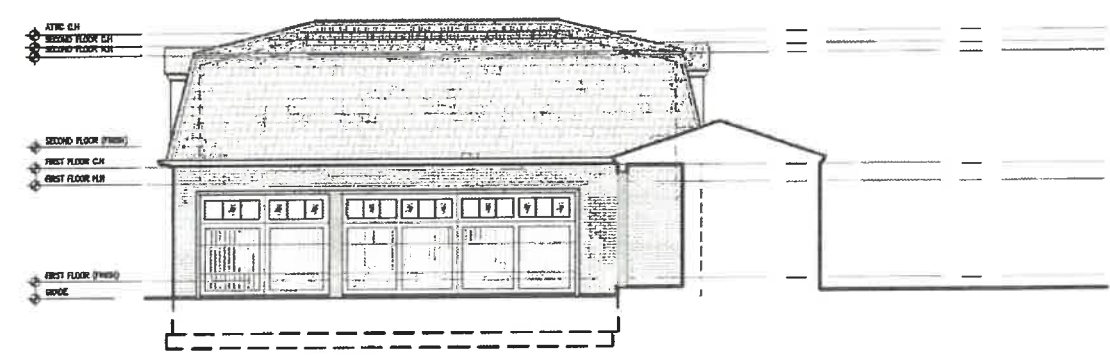 ATTIC C.H
SECOND FLOOR C.H
SECOND FLOOR H.H
SECOND FLOOR (FINISH)
FIRST FLOOR C.H
FIRST FLOOR H.H
FIRST FLOOR (FINISH)
GRADE